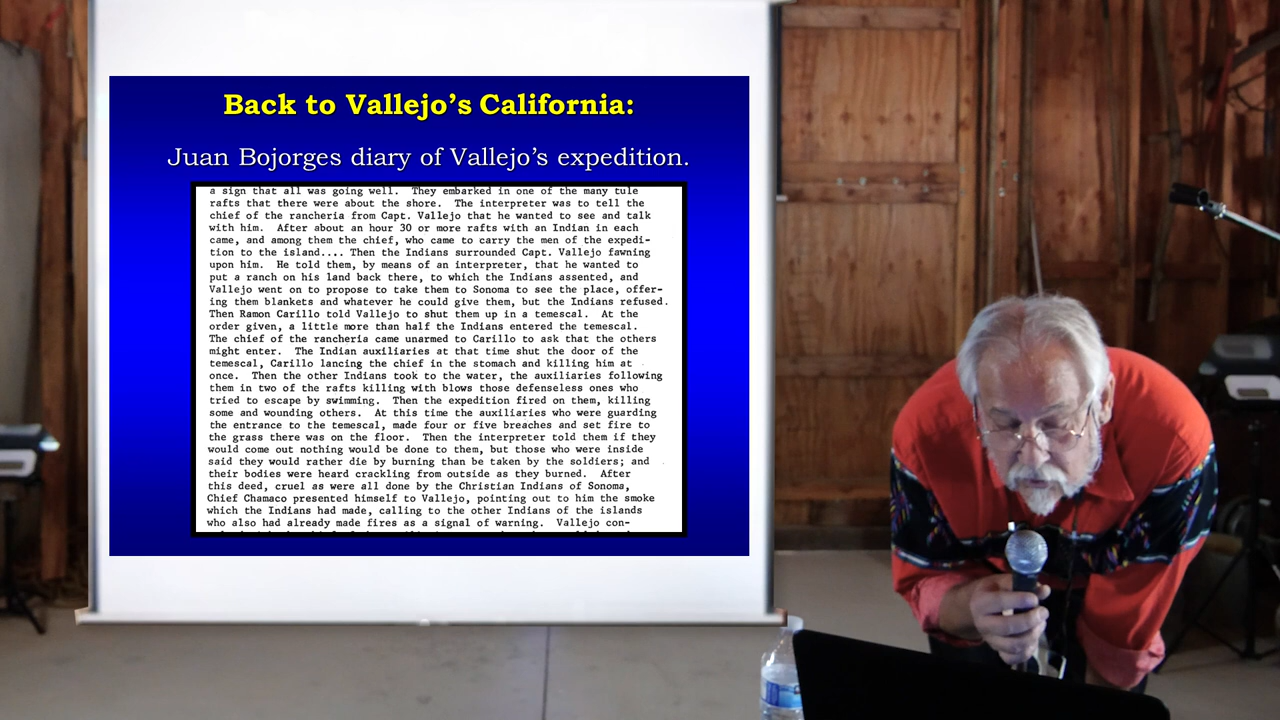 Back to Vallejo's California:
Juan Bojorges diary of Vallejo's expedition.
a sign that all was going well. They embarked in one of the many tule
rafts that there were about the shore. The interpreter was to tell the
chief of the rancheria from Capt. Vallejo that he wanted to see and talk
with him. After about an hour 30 or more rafts with an Indian in each
came, and among them the chief, who came to carry the men of the expedi-
tion to the island.... Then the Indians surrounded Capt. Vallejo fawning
upon him. He told them, by means of an interpreter, that he wanted to
put a ranch on his land back there, to which the Indians assented, and
Vallejo went on to propose to take them to Sonoma to see the place, offer-
ing them blankets and whatever he could give them, but the Indians refused.
Then Ramon Carillo told Vallejo to shut them up in a temescal. At the
order given, a little more than half the Indians entered the temescal.
The chief of the rancheria came unarmed to Carillo to ask that the others
might enter. The Indian auxiliaries at that time shut the door of the
temescal, Carillo lancing the chief in the stomach and killing him at
once. Then the other Indians took to the water, the auxiliaries following
them in two of the rafts killing with blows those defenseless ones who
tried to escape by swimming. Then the expedition fired on them, killing
some and wounding others. At this time the auxiliaries who were guarding
the entrance to the temescal, made four or five breaches and set fire to
the grass there was on the floor. Then the interpreter told them if they
would come out nothing would be done to them, but those who were inside
said they would rather die by burning than be taken by the soldiers; and
their bodies were heard crackling from outside as they burned. After
this deed, cruel as were all done by the Christian Indians of Sonoma,
Chief Chamaco presented himself to Vallejo, pointing out to him the smoke
which the Indians had made, calling to the other Indians of the islands
who also had already made fires as a signal of warning. Vallejo con-